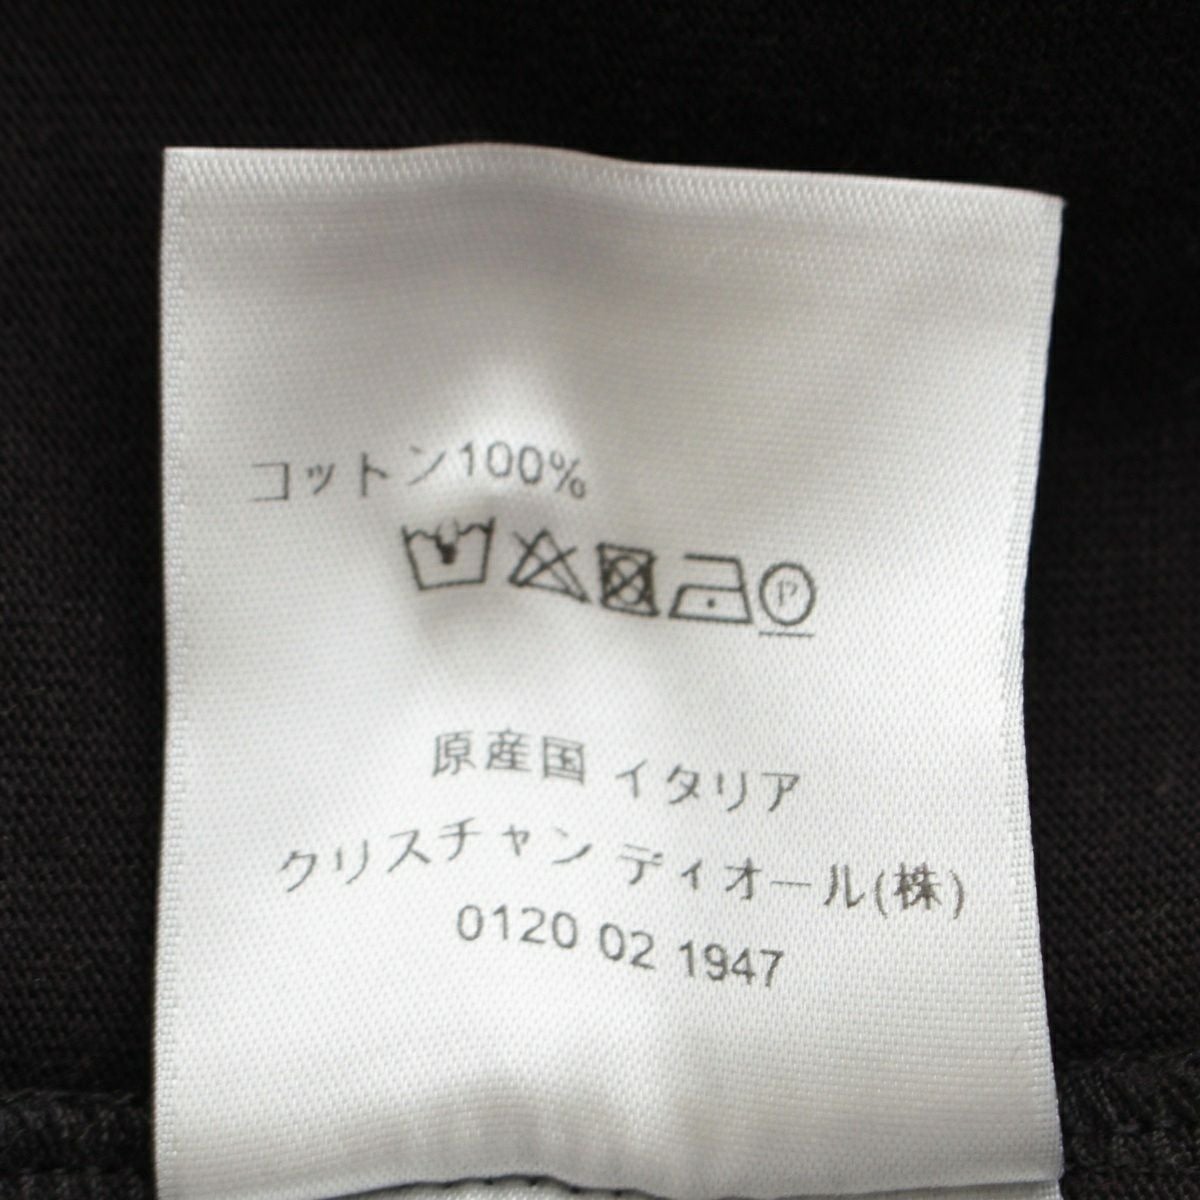 コットン100%
P
原産国 イタリア
クリスチャン ディオール(株)
0120 02 1947